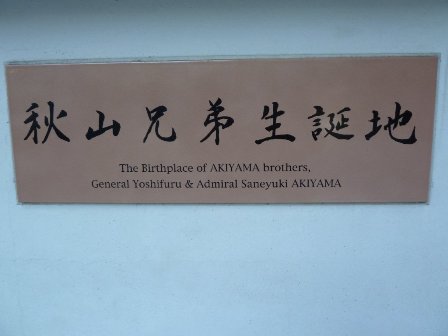 秋山兄弟生誕地
The Birthplace of AKIYAMA brothers,
General Yoshifuru & Admiral Saneyuki AKIYAMA